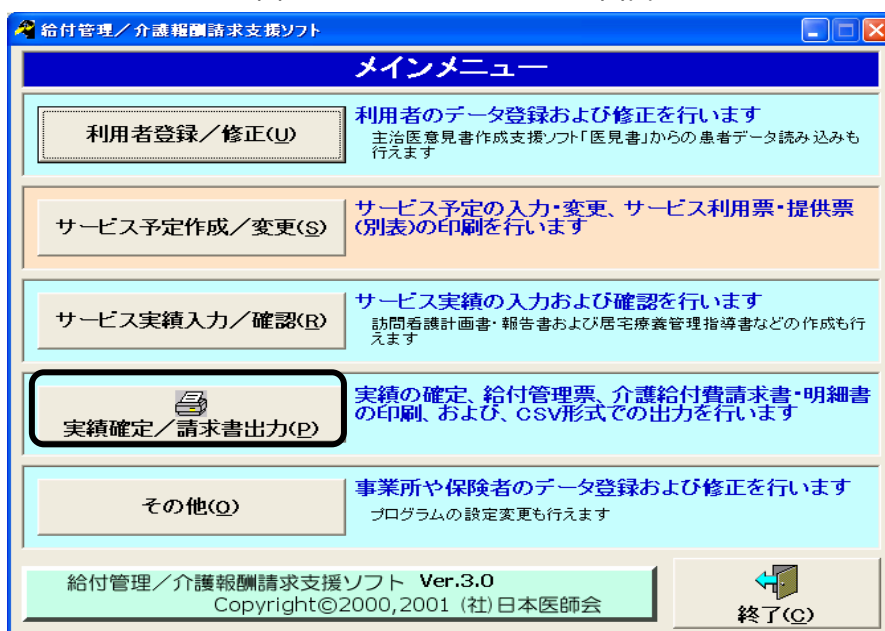 給付管理／介護報酬請求支援ソフト
メインメニュー
利用者登録／修正(U)
利用者のデータ登録および修正を行います
主治医意見書作成支援ソフト「医見書」からの患者データ読み込みも
行えます
サービス予定作成／変更(S)
サービス予定の入力・変更、サービス利用票・提供票
(別表)の印刷を行います
サービス実績入力／確認(R)
サービス実績の入力および確認を行います
訪問看護計画書・報告書および居宅療養管理指導書などの作成も行
えます
実績確定／請求書出力(P)
実績の確定、給付管理票、介護給付費請求書・明細書
の印刷、および、CSV形式での出力を行います
その他(O)
事業所や保険者のデータ登録および修正を行います
プログラムの設定変更も行えます
給付管理／介護報酬請求支援ソフト Ver.3.0
Copyright©2000,2001 (社)日本医師会
終了(C)